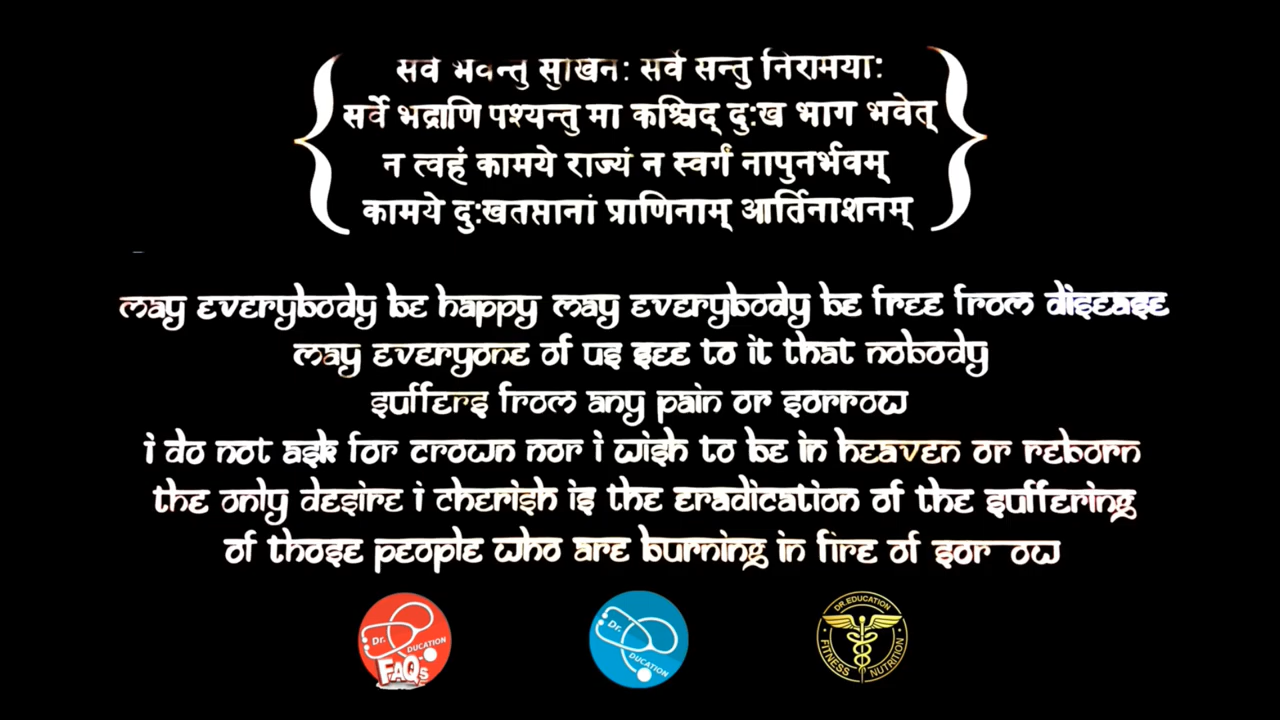 सर्वे भवन्तु सुखिन: सर्वे सन्तु निरामया:
सर्वे भद्राणि पश्यन्तु मा कश्चिद् दु:ख भाग भवेत्
न त्वहं कामये राज्यं न स्वर्गं नापुनर्भवम्
कामये दु:खतप्तानां प्राणिनाम् आर्तिनाशनम्
may everybody be happy may everybody be free from disease
may everyone of us see to it that nobody
suffers from any pain or sorrow
i do not ask for crown nor i wish to be in heaven or reborn
the only desire i cherish is the eradication of the suffering
of those people who are burning in fire of sor ow
Dr. DUCATION FAQs
Dr. DUCATION
DR.EDUCATION
FITNESS NUTRITION